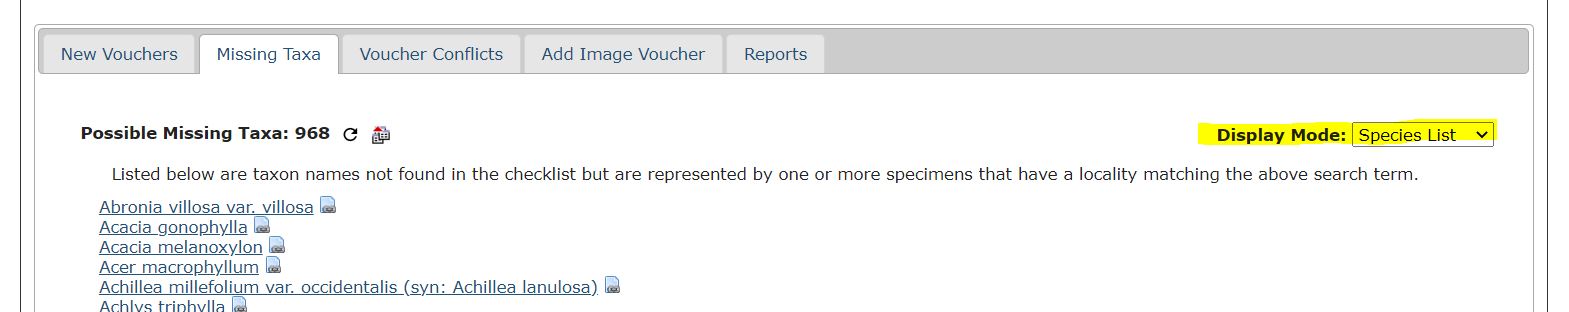 New Vouchers Missing Taxa Voucher Conflicts Add Image Voucher Reports
Possible Missing Taxa: 968 Display Mode: Species List
Listed below are taxon names not found in the checklist but are represented by one or more specimens that have a locality matching the above search term.
Abronia villosa var. villosa
Acacia gonophylla
Acacia melanoxylon
Acer macrophyllum
Achillea millefolium var. occidentalis (syn: Achillea lanulosa)
Achlys triphylla